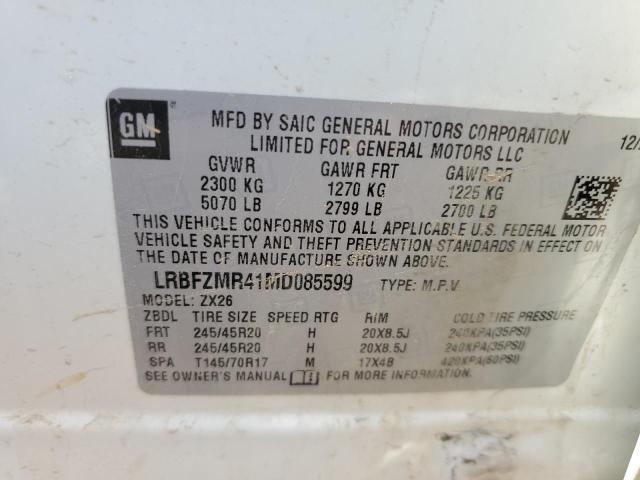 GM
MFD BY SAIC GENERAL MOTORS CORPORATION 12/
LIMITED FOR GENERAL MOTORS LLC
GVWR GAWR FRT GAWR RR
2300 KG 1270 KG 1225 KG
5070 LB 2799 LB 2700 LB
THIS VEHICLE CONFORMS TO ALL APPLICABLE U.S. FEDERAL MOTOR
VEHICLE SAFETY AND THEFT PREVENTION STANDARDS IN EFFECT ON
THE DATE OF MANUFACTURE SHOWN ABOVE.
LRBFZMR41MD085599 TYPE: M.P.V
MODEL: ZX26
ZBDL TIRE SIZE SPEED RTG RIM COLD TIRE PRESSURE
FRT 245/45R20 H 20X8.5J 240KPA(35PSI)
RR 245/45R20 H 20X8.5J 240KPA(35PSI)
SPA T145/70R17 M 17X4B 420KPA(60PSI)
SEE OWNER'S MANUAL FOR MORE INFORMATION